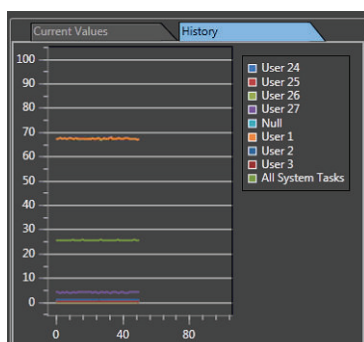 Current Values
History
100
90
80
70
60
50
40
30
20
10
0
0
40
80
User 24
User 25
User 26
User 27
Null
User 1
User 2
User 3
All System Tasks